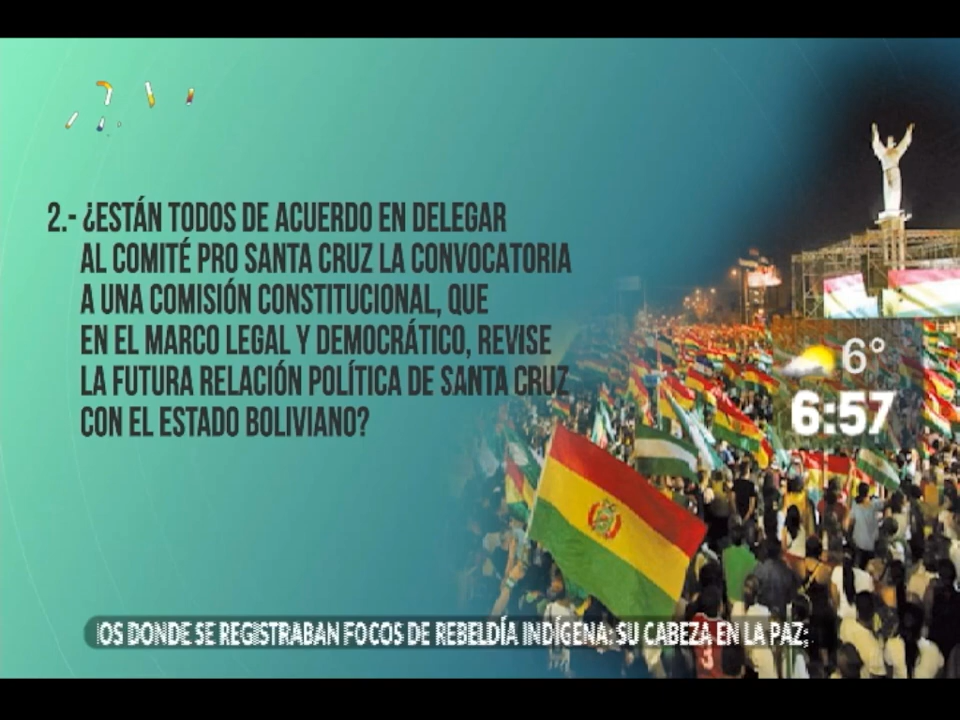 2.- ¿ESTÁN TODOS DE ACUERDO EN DELEGAR
AL COMITÉ PRO SANTA CRUZ LA CONVOCATORIA
A UNA COMISIÓN CONSTITUCIONAL, QUE
EN EL MARCO LEGAL Y DEMOCRÁTICO, REVISE
LA FUTURA RELACIÓN POLÍTICA DE SANTA CRUZ
CON EL ESTADO BOLIVIANO?
6°
6:57
OS DONDE SE REGISTRABAN FOCOS DE REBELDÍA INDÍGENA: SU CABEZA EN LA PAZ;